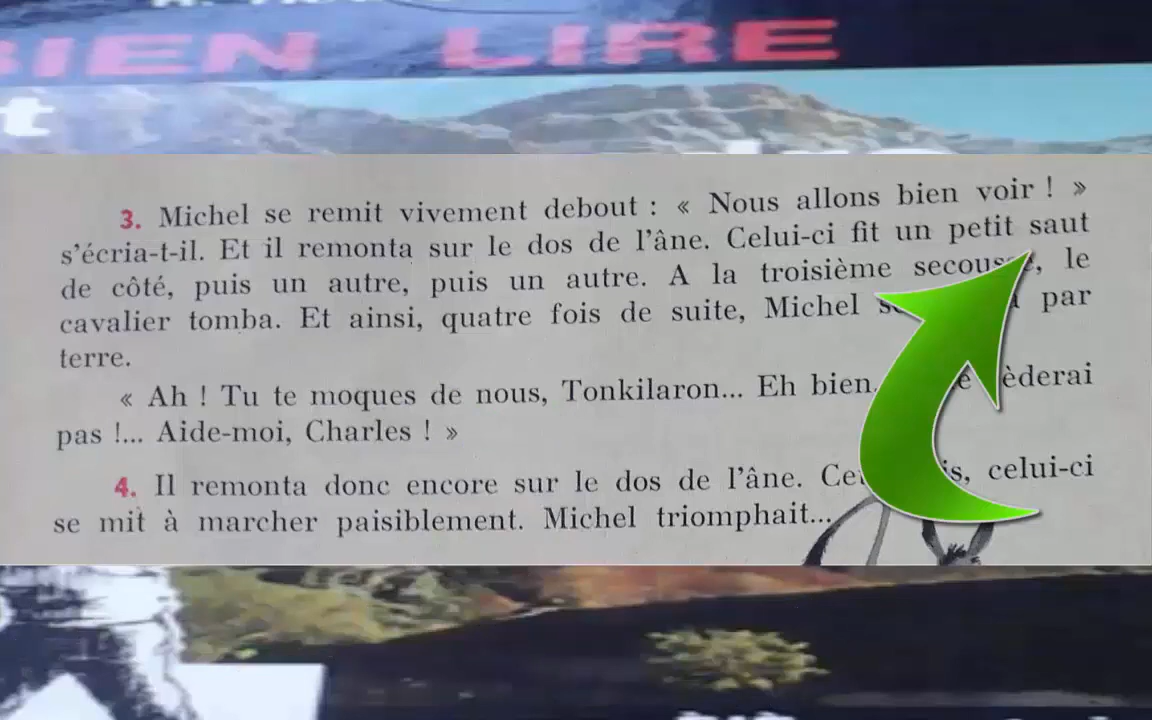 BIEN LIRE
t
3. Michel se remit vivement debout : « Nous allons bien voir ! »
s'écria-t-il. Et il remonta sur le dos de l'âne. Celui-ci fit un petit saut
de côté, puis un autre, puis un autre. A la troisième le
cavalier tomba. Et ainsi, quatre fois de suite, Michel par
terre.
« Ah ! Tu te moques de nous, Tonkilaron... Eh bien
pas !... Aide-moi, Charles ! »
4. Il remonta donc encore sur le dos de l'âne. celui-ci
se mit à marcher paisiblement. Michel triomphait...